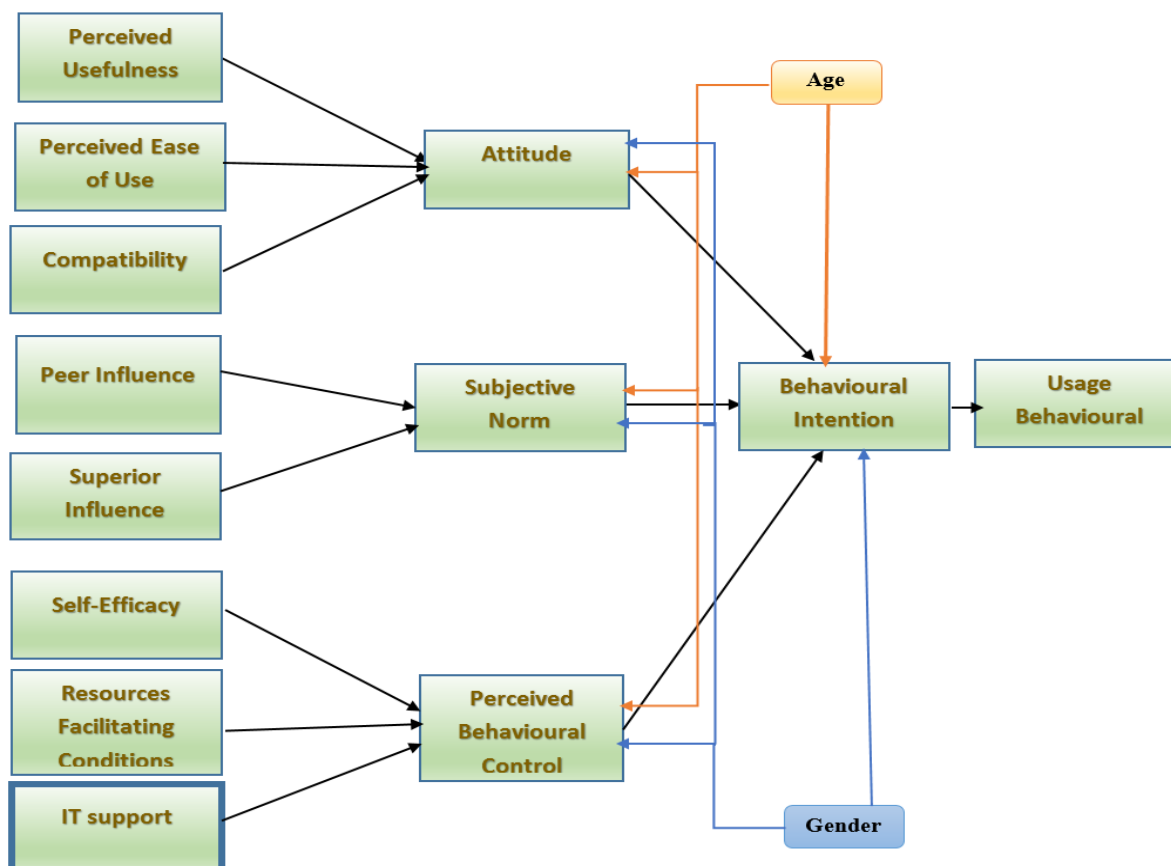 Perceived
Usefulness
Age
Perceived Ease
of Use
Attitude
Compatibility
Peer Influence
Subjective
Norm
Behavioural
Intention
Usage
Behavioural
Superior
Influence
Self-Efficacy
Resources
Facilitating
Conditions
Perceived
Behavioural
Control
IT support
Gender